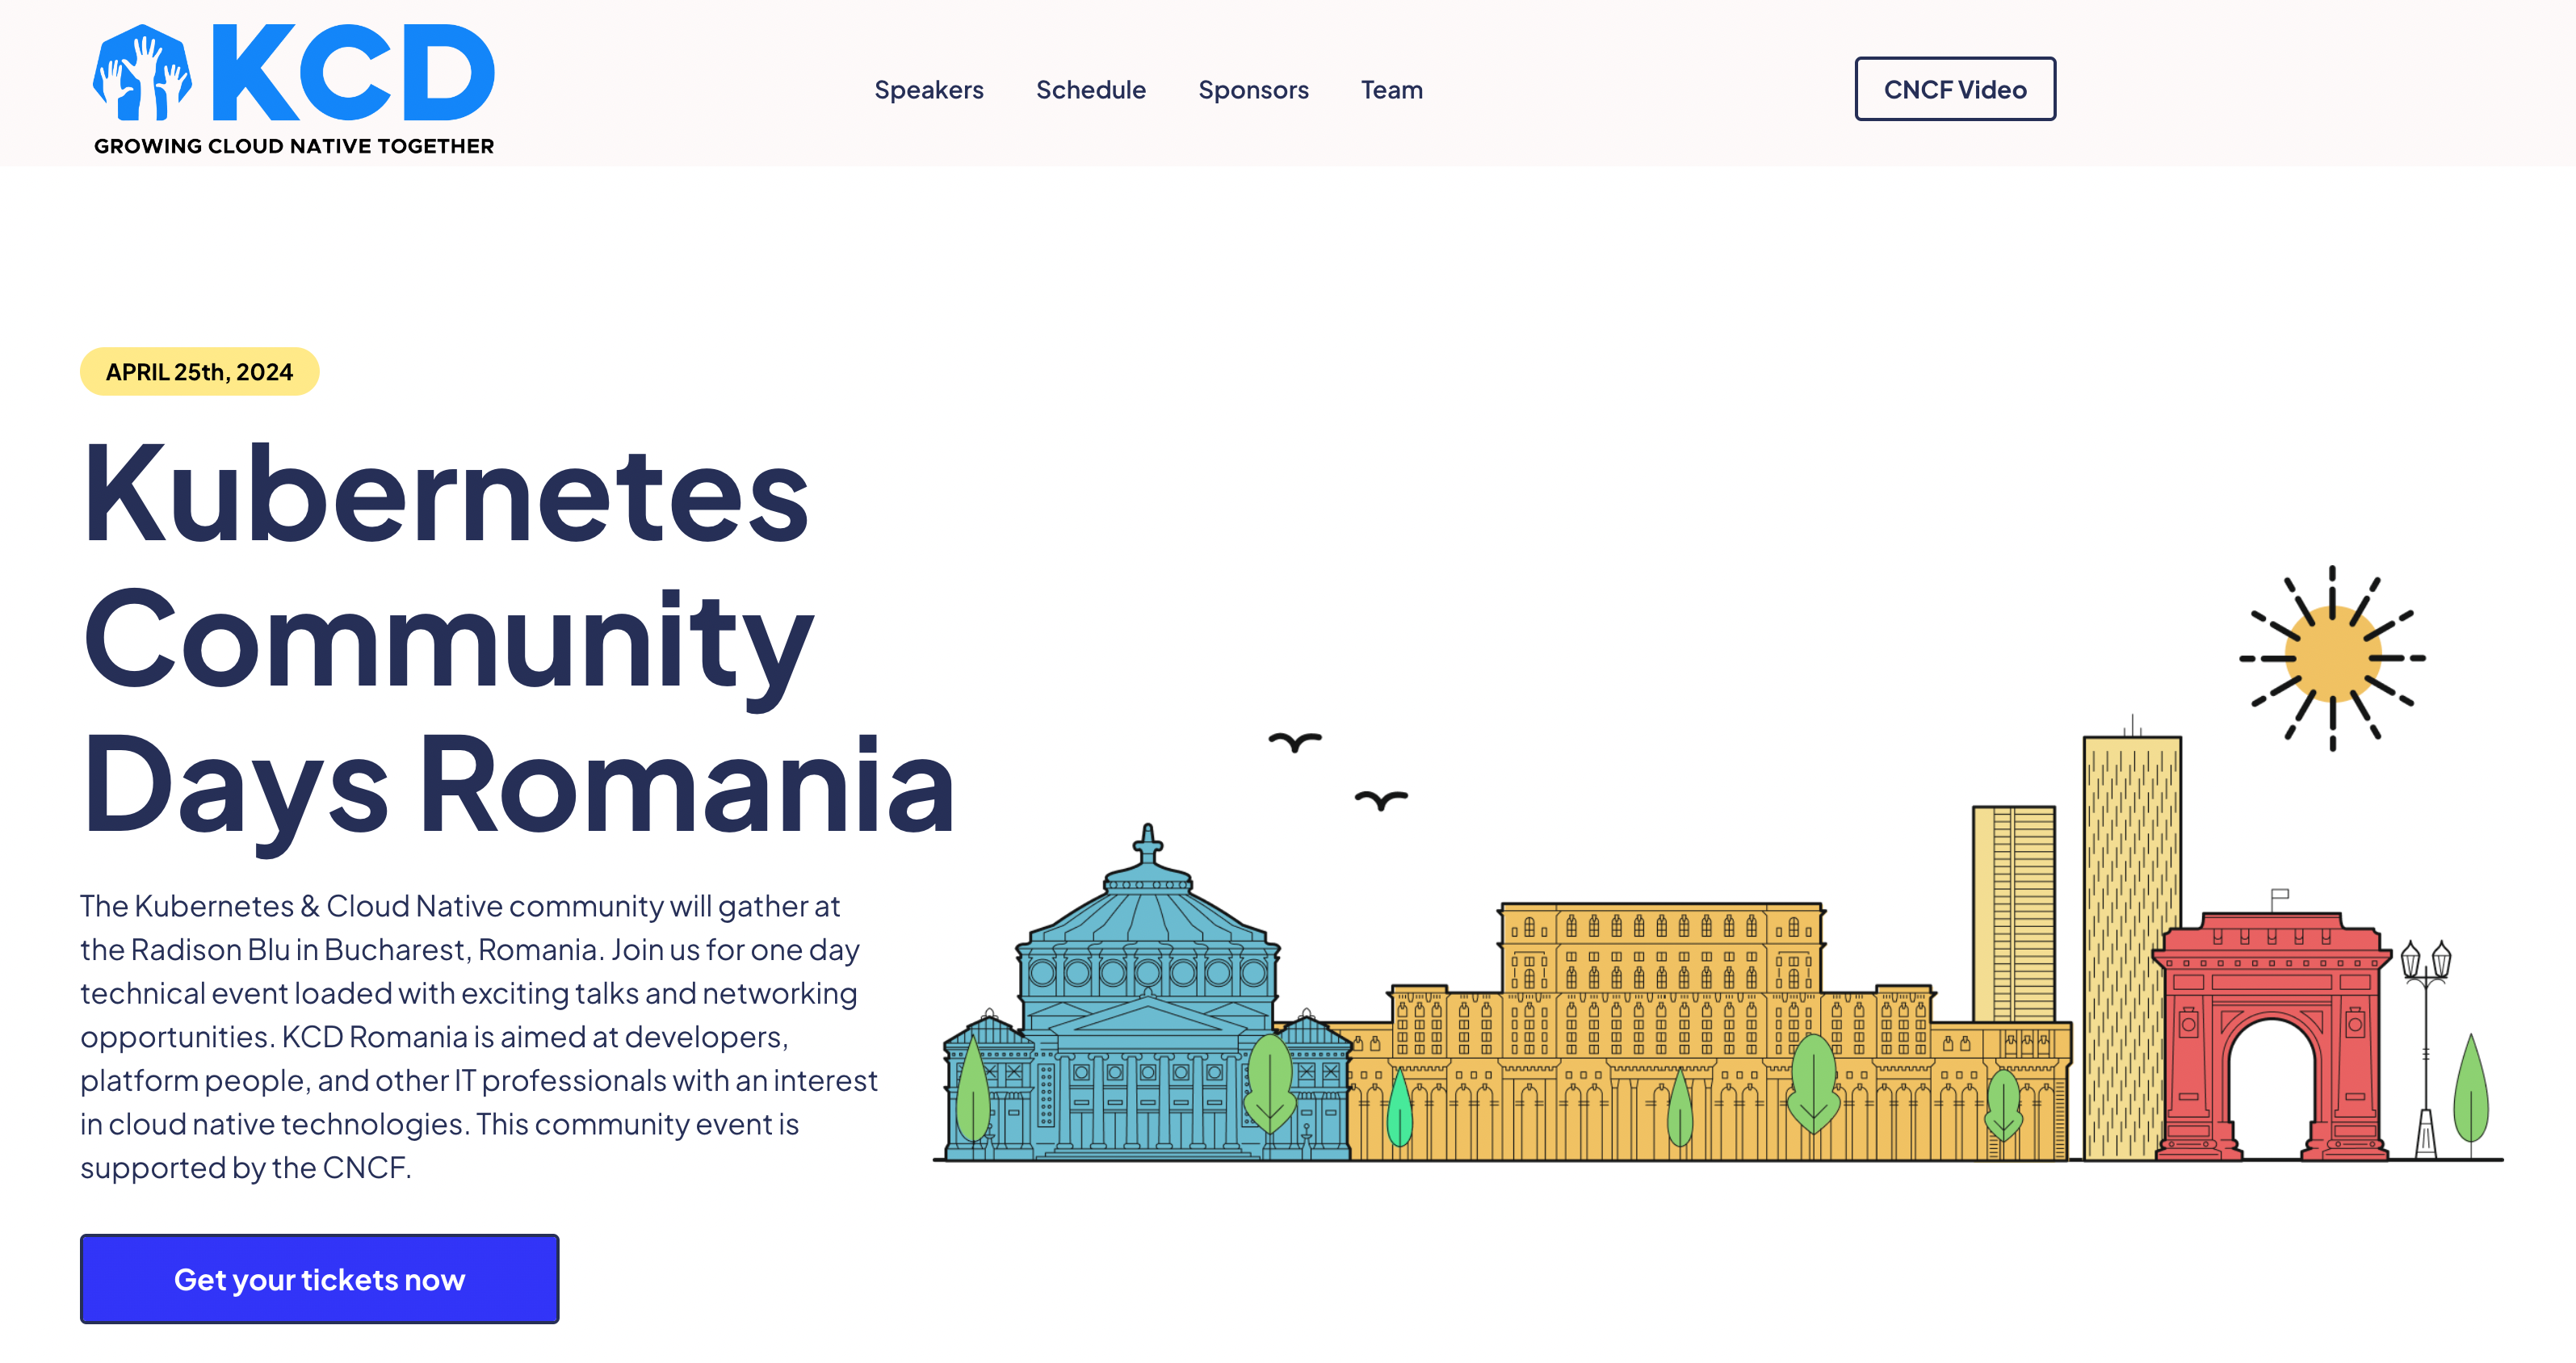 KCD
GROWING CLOUD NATIVE TOGETHER
Speakers
Schedule
Sponsors
Team
CNCF Video
APRIL 25th, 2024
Kubernetes
Community
Days Romania
The Kubernetes & Cloud Native community will gather at
the Radison Blu in Bucharest, Romania. Join us for one day
technical event loaded with exciting talks and networking
opportunities. KCD Romania is aimed at developers,
platform people, and other IT professionals with an interest
in cloud native technologies. This community event is
supported by the CNCF.
Get your tickets now